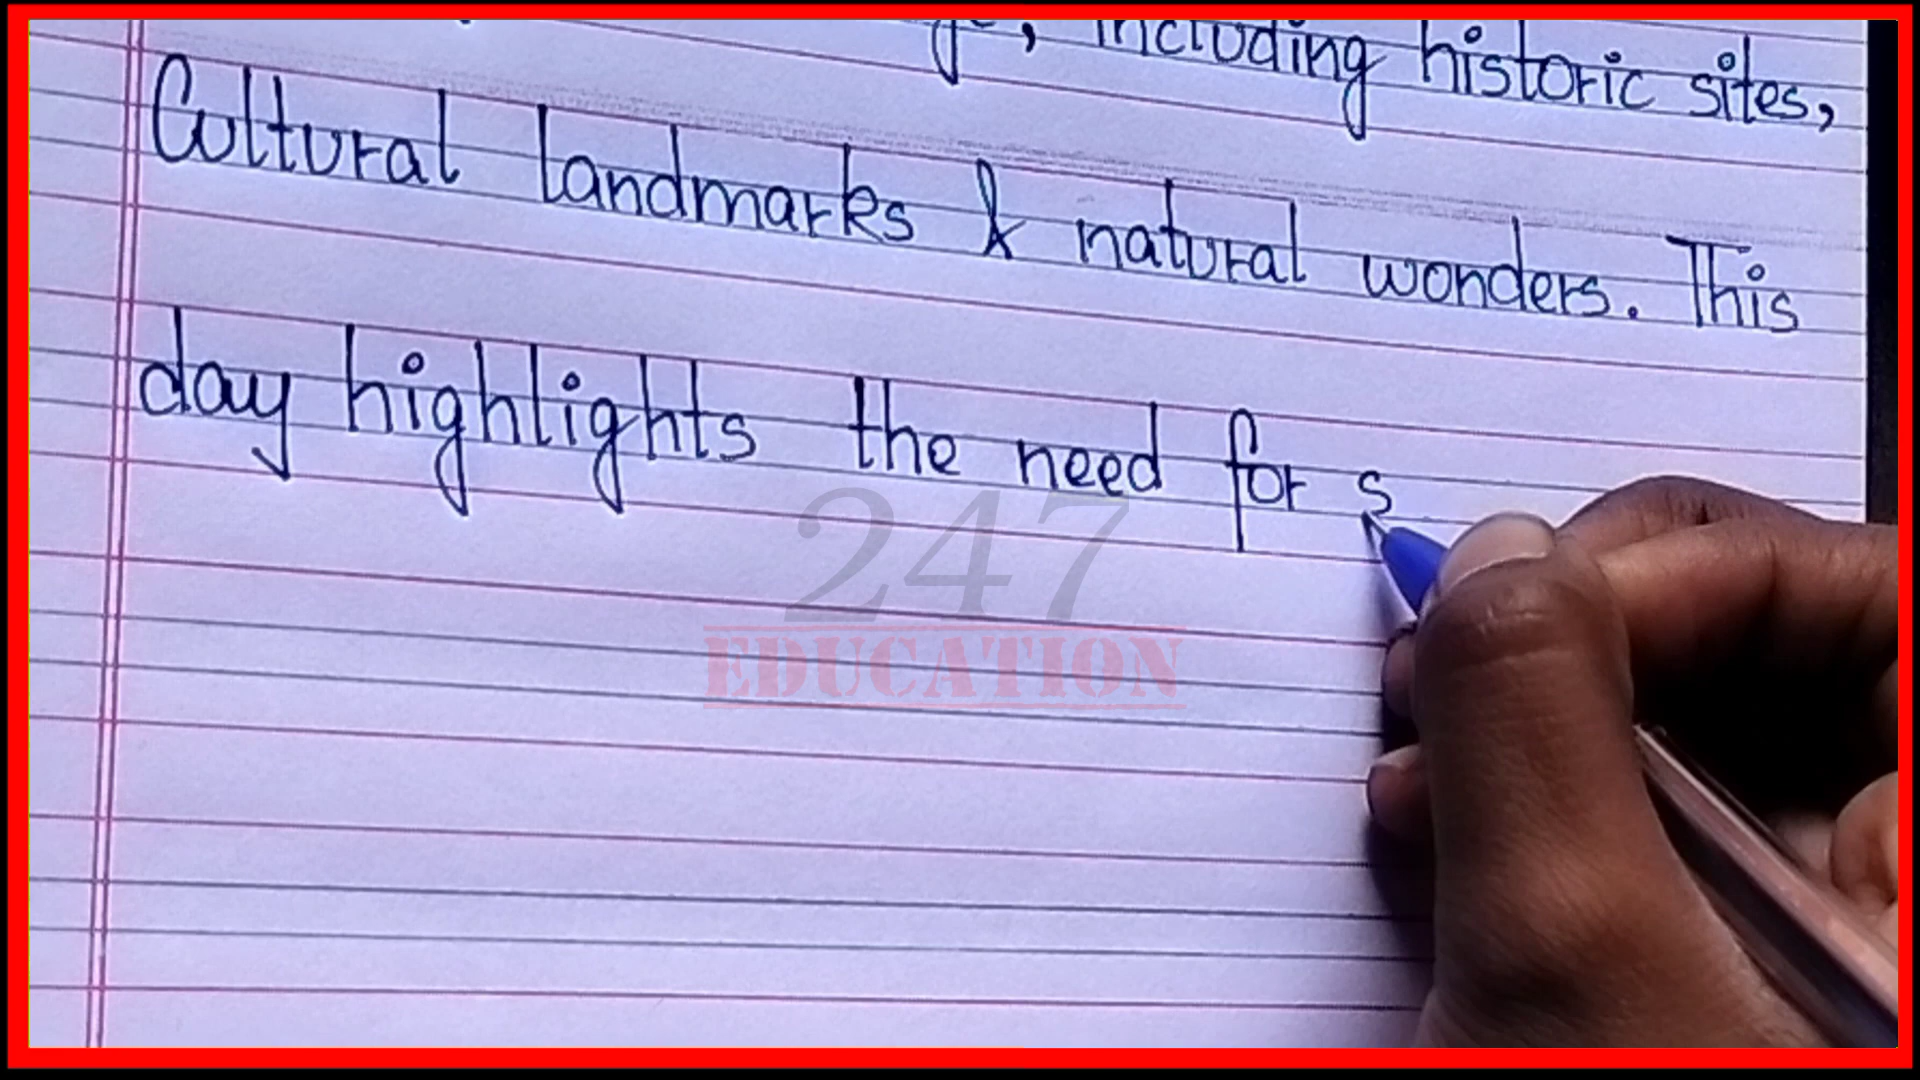 including historic sites,
Cultural landmarks & natural wonders. This
day highlights the need for s
247
EDUCATION